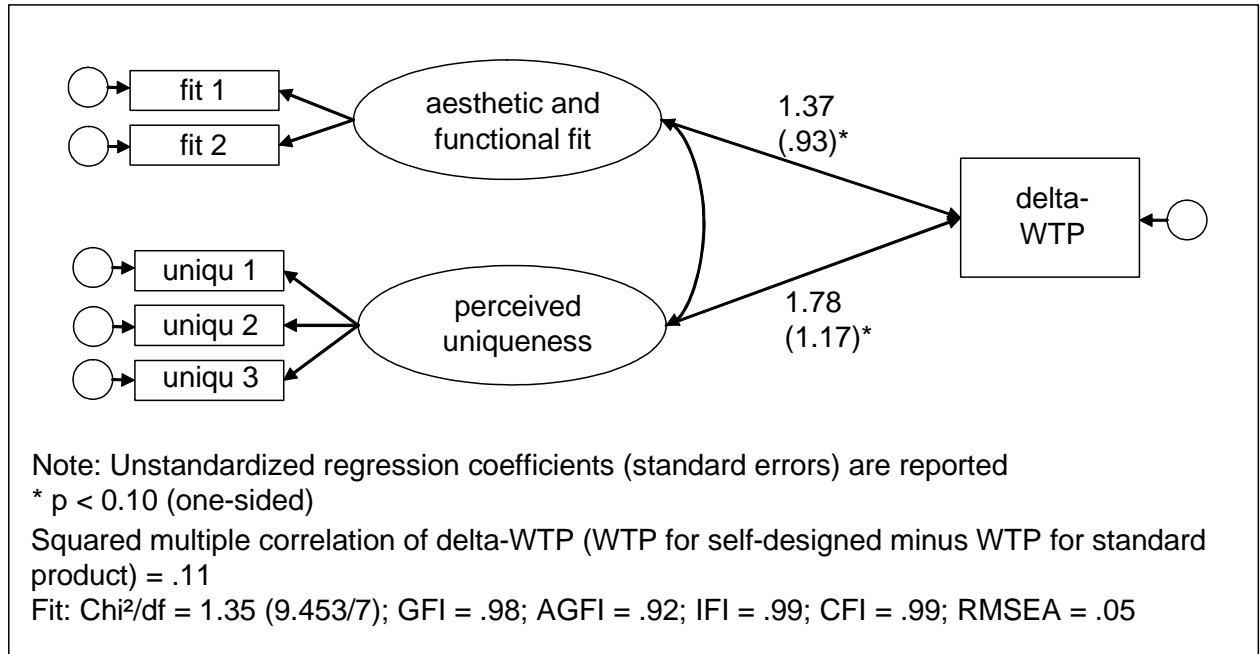 fit 1
fit 2
aesthetic and
functional fit
1.37
(.93)*
delta-
WTP
uniqu 1
uniqu 2
uniqu 3
perceived
uniqueness
1.78
(1.17)*
Note: Unstandardized regression coefficients (standard errors) are reported
* p < 0.10 (one-sided)
Squared multiple correlation of delta-WTP (WTP for self-designed minus WTP for standard
product) = .11
Fit: Chi²/df = 1.35 (9.453/7); GFI = .98; AGFI = .92; IFI = .99; CFI = .99; RMSEA = .05